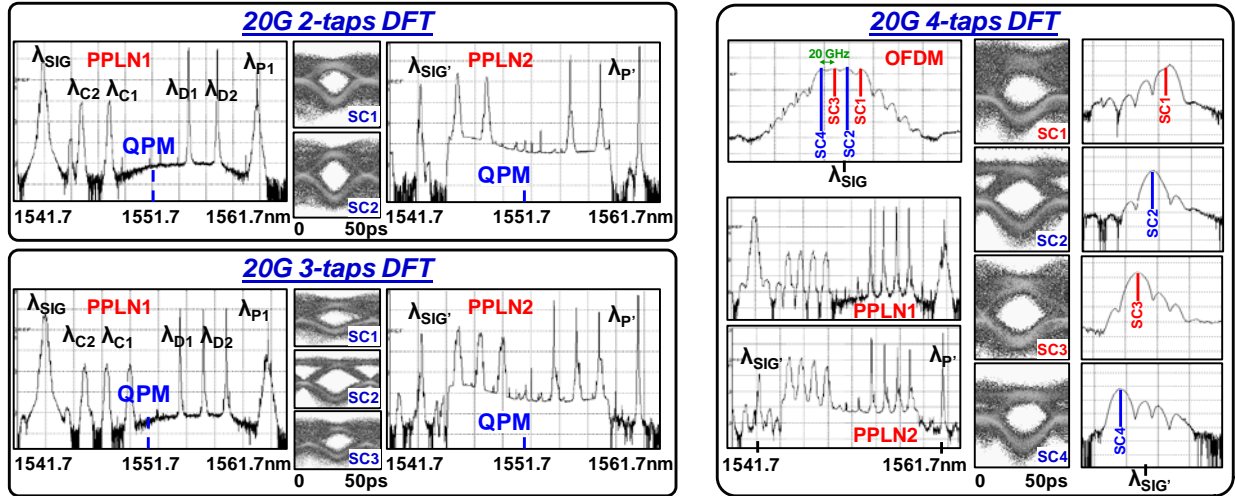 20G 2-taps DFT
λSIG PPLN1 λP1
λC2 λC1 λD1 λD2
QPM
1541.7 1551.7 1561.7nm
SC1
SC2
0 50ps
λSIG' PPLN2 λP'
QPM
1541.7 1551.7 1561.7nm
20G 3-taps DFT
λSIG PPLN1 λP1
λC2 λC1 λD1 λD2
QPM
1541.7 1551.7 1561.7nm
SC1
SC2
SC3
0 50ps
λSIG' PPLN2 λP'
QPM
1541.7 1551.7 1561.7nm
20G 4-taps DFT
20 GHz OFDM
SC4 SC3 SC2 SC1
λSIG
PPLN1
λSIG' λP'
PPLN2
1541.7 1561.7nm
SC1
SC2
SC3
SC4
0 50ps
SC1
SC2
SC3
SC4
λSIG'